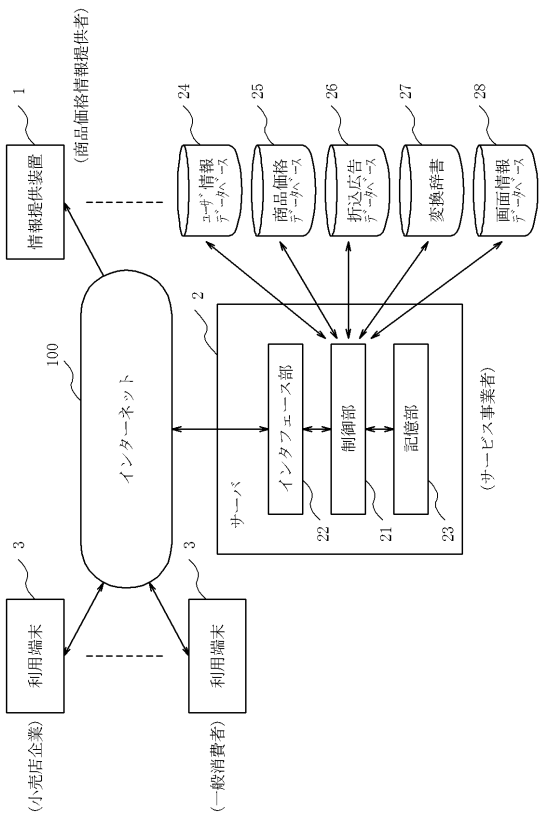 (小売店企業)
利用端末
3
(一般消費者)
利用端末
3
インターネット
100
情報提供装置
1
(商品価格情報提供者)
サーバ
2
インタフェース部
22
制御部
21
記憶部
23
(サービス事業者)
ユーザ情報
データベース
24
商品価格
データベース
25
折込広告
データベース
26
変換辞書
27
画面情報
データベース
28